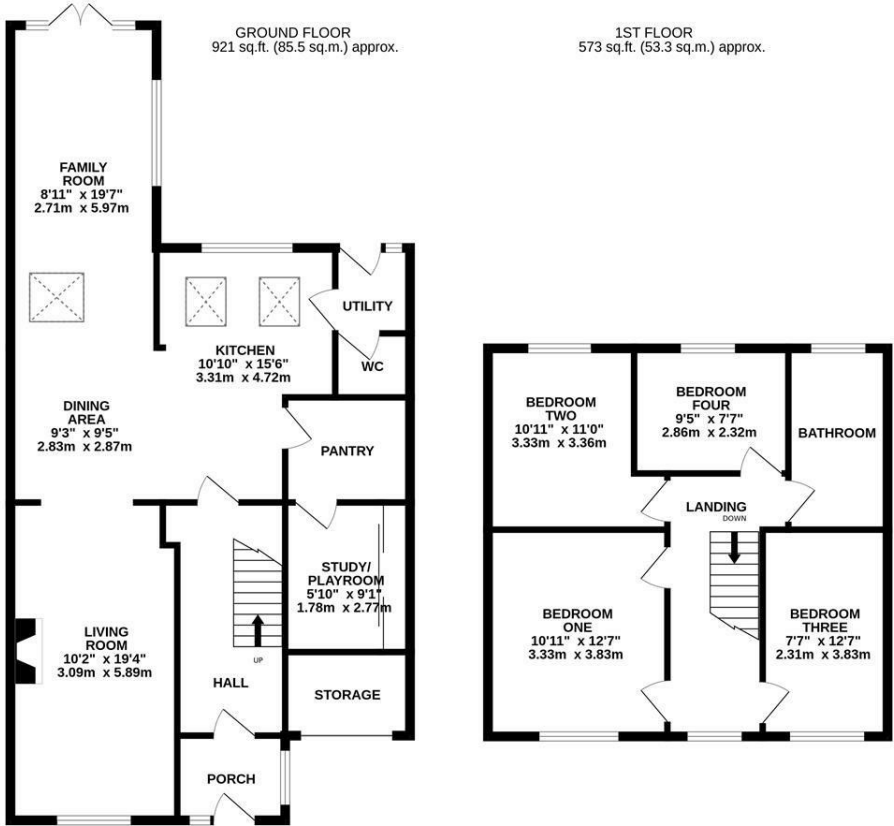 GROUND FLOOR
921 sq.ft. (85.5 sq.m.) approx.
1ST FLOOR
573 sq.ft. (53.3 sq.m.) approx.
FAMILY
ROOM
8'11" x 19'7"
2.71m x 5.97m
UTILITY
KITCHEN
10'10" x 15'6"
3.31m x 4.72m
WC
DINING
AREA
9'3" x 9'5"
2.83m x 2.87m
PANTRY
STUDY/
PLAYROOM
5'10" x 9'1"
1.78m x 2.77m
LIVING
ROOM
10'2" x 19'4"
3.09m x 5.89m
UP
HALL
STORAGE
PORCH
BEDROOM
TWO
10'11" x 11'0"
3.33m x 3.36m
BEDROOM
FOUR
9'5" x 7'7"
2.86m x 2.32m
BATHROOM
LANDING
DOWN
BEDROOM
ONE
10'11" x 12'7"
3.33m x 3.83m
BEDROOM
THREE
7'7" x 12'7"
2.31m x 3.83m